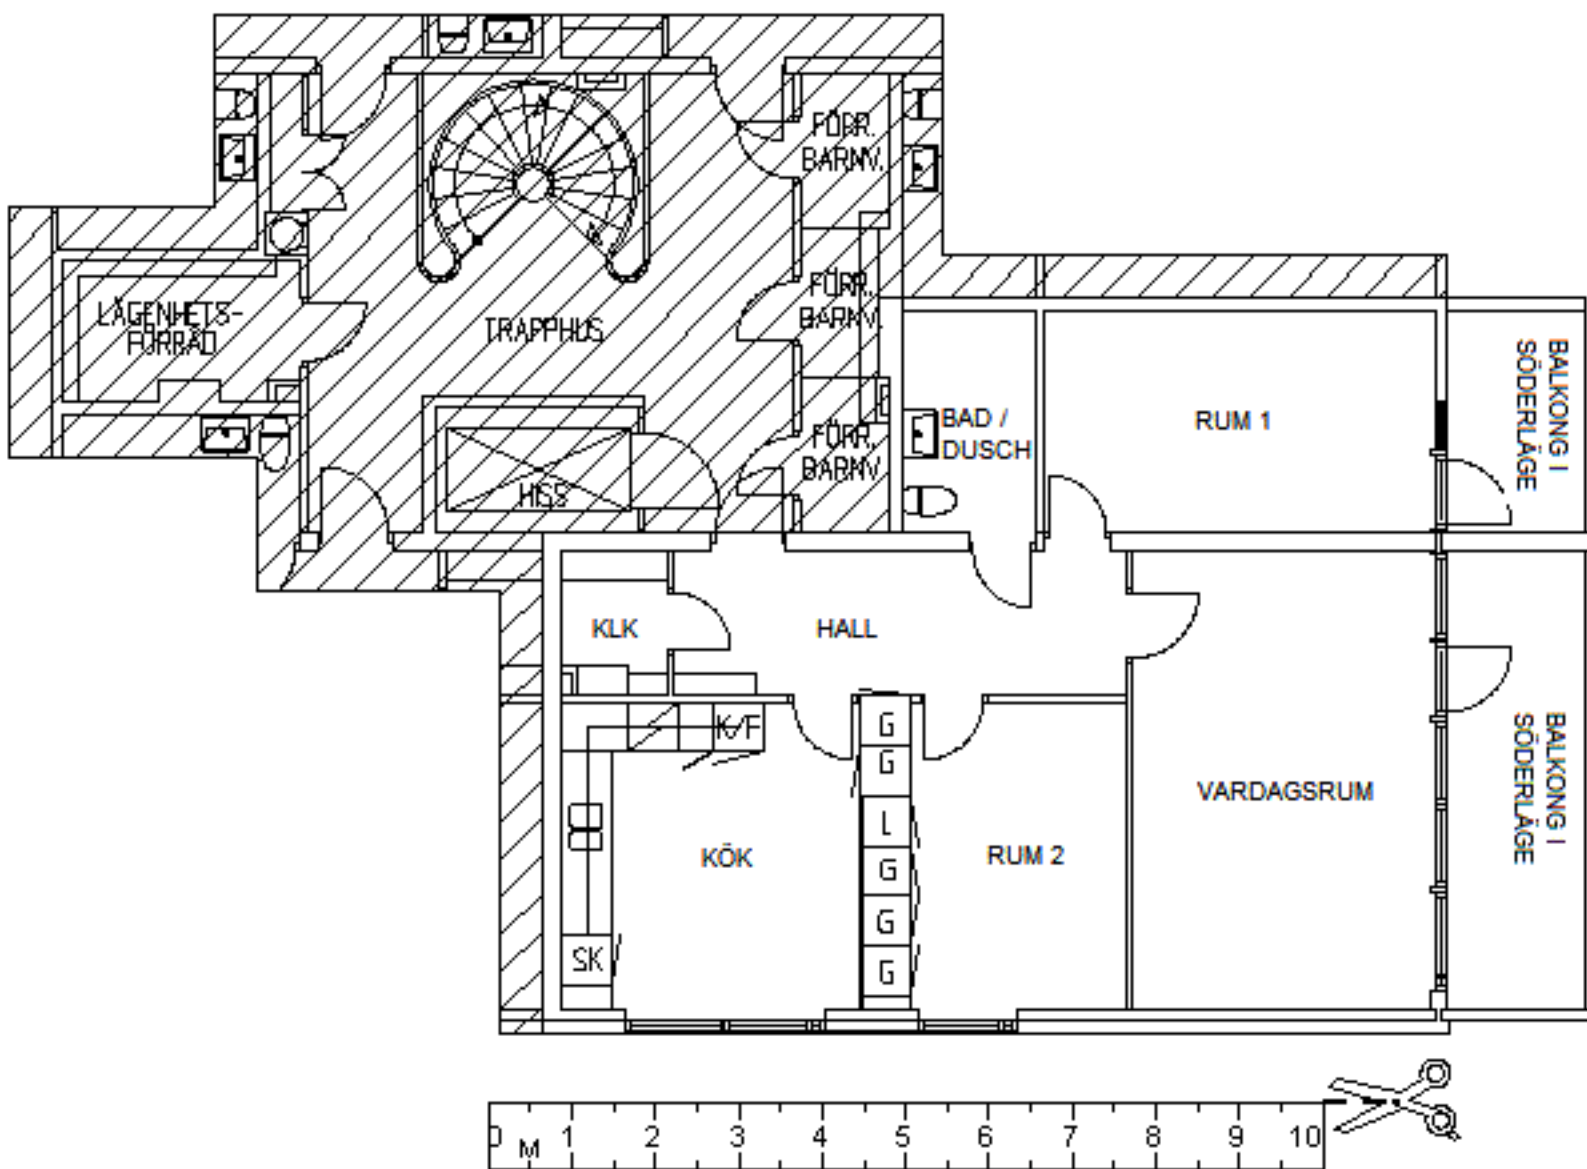 FÖRR.
BARNV.
LÄGENHETS-
FÖRRÅD
TRAPPHUS
FÖRR.
BARNV.
FÖRR.
BARNV.
HISS
BAD /
DUSCH
RUM 1
BALKONG I
SÖDERLÄGE
KLK
HALL
K/F
G
G
L
G
G
G
KÖK
RUM 2
VARDAGSRUM
BALKONG I
SÖDERLÄGE
SK
0 M 1 2 3 4 5 6 7 8 9 10